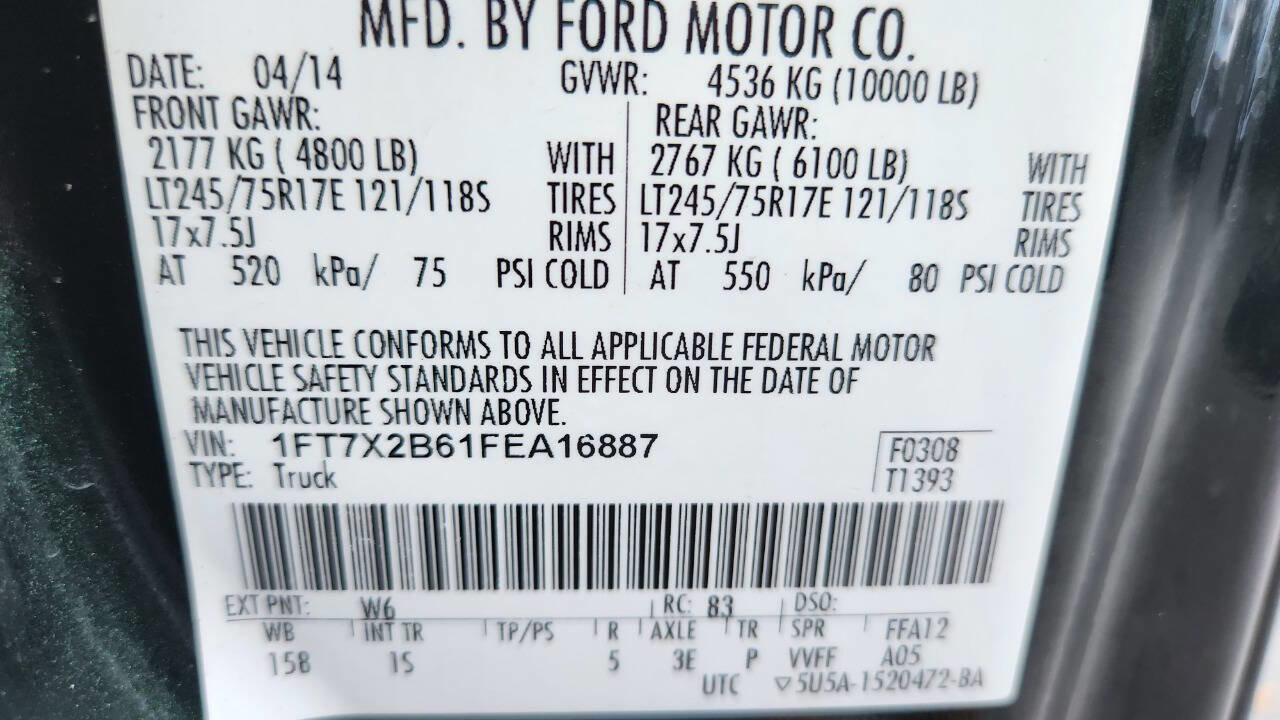 MFD. BY FORD MOTOR CO.
DATE: 04/14 GVWR: 4536 KG (10000 LB)
FRONT GAWR: REAR GAWR:
2177 KG ( 4800 LB) WITH 2767 KG ( 6100 LB) WITH
LT245/75R17E 121/118S TIRES LT245/75R17E 121/118S TIRES
17x7.5J RIMS 17x7.5J RIMS
AT 520 kPa/ 75 PSI COLD AT 550 kPa/ 80 PSI COLD
THIS VEHICLE CONFORMS TO ALL APPLICABLE FEDERAL MOTOR
VEHICLE SAFETY STANDARDS IN EFFECT ON THE DATE OF
MANUFACTURE SHOWN ABOVE.
VIN: 1FT7X2B61FEA16887 F0308
TYPE: Truck T1393
EXT PNT: W6 RC: 83 DSO:
WB INT TR TP/PS R AXLE TR SPR FFA12
158 1S 5 3E P VVFF A05
UTC ▽5U5A-1520472-BA